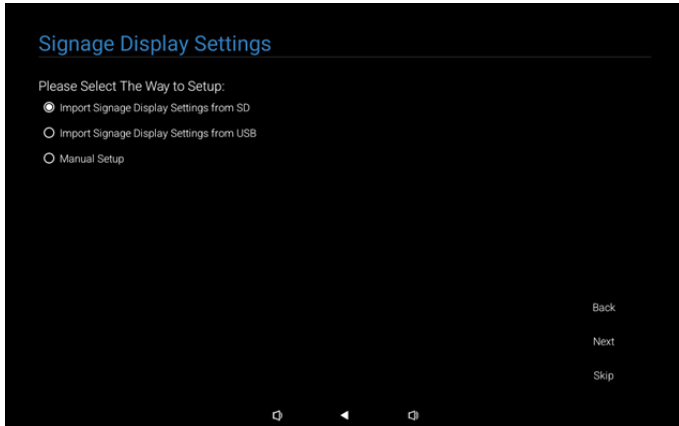 Signage Display Settings
Please Select The Way to Setup:
Import Signage Display Settings from SD
Import Signage Display Settings from USB
Manual Setup
Back
Next
Skip